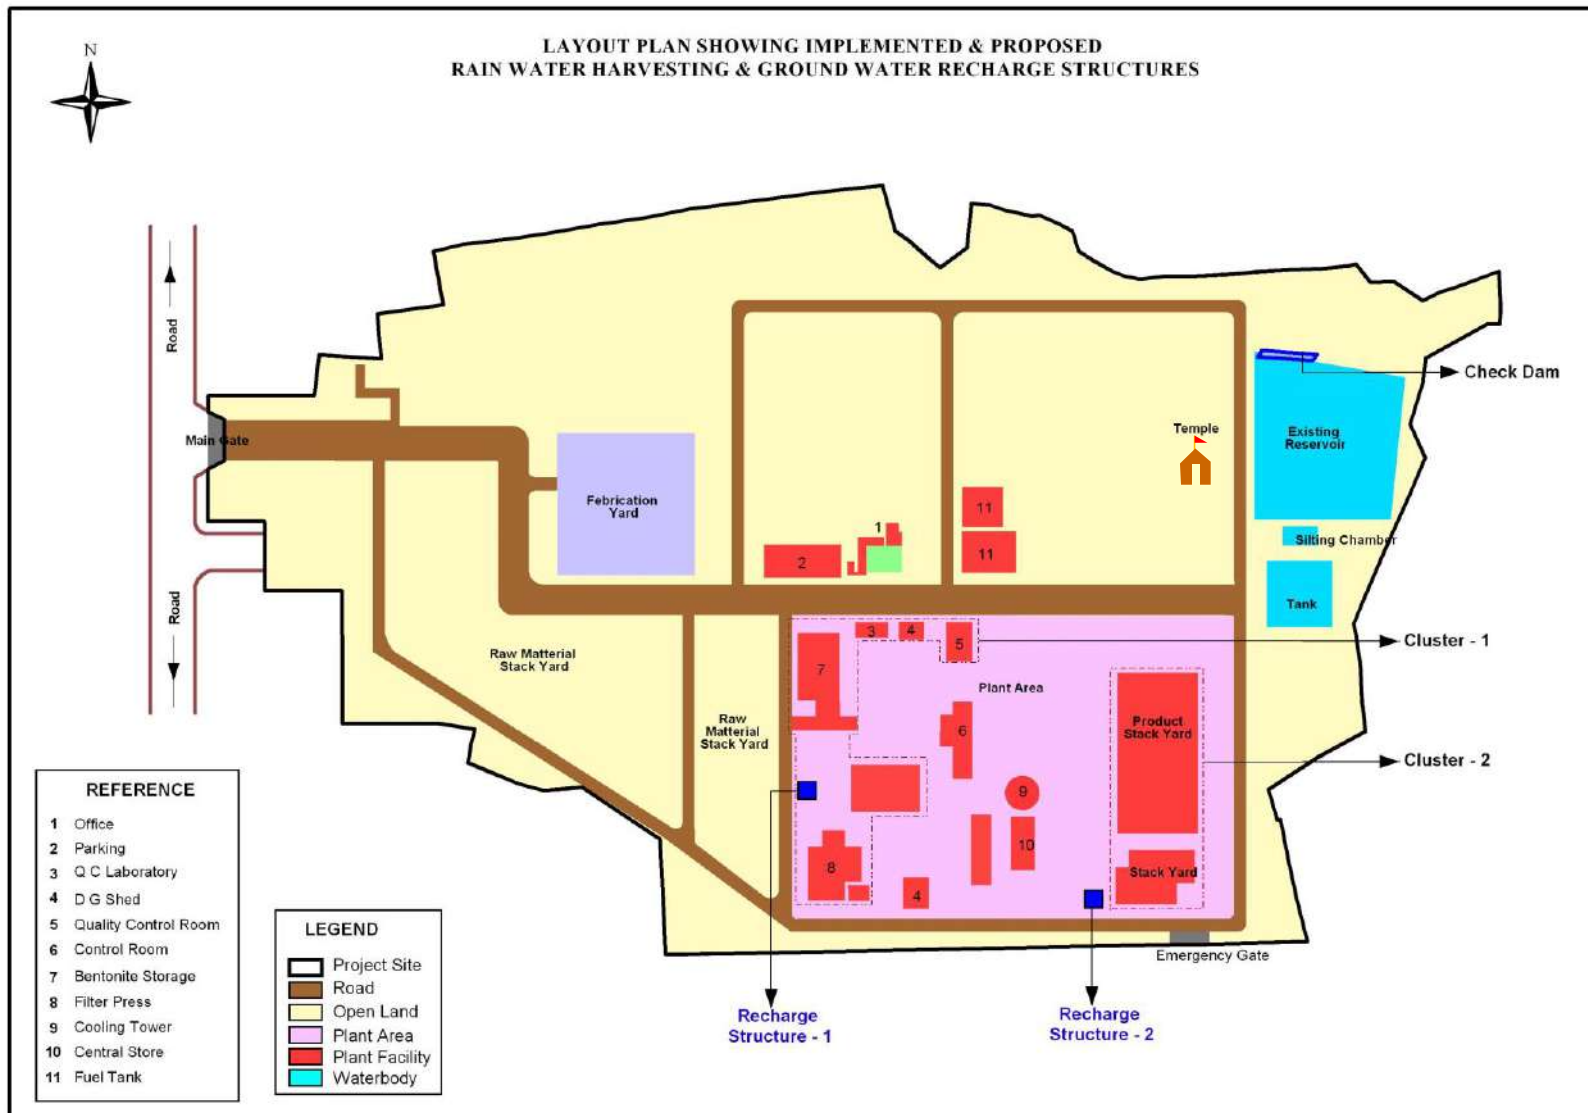 LAYOUT PLAN SHOWING IMPLEMENTED & PROPOSED
RAIN WATER HARVESTING & GROUND WATER RECHARGE STRUCTURES
N
Road
Main Gate
Road
Febrication
Yard
Temple
Existing
Reservoir
Check Dam
Silting Chamber
Tank
1
2
11
11
Raw Matterial
Stack Yard
Raw
Matterial
Stack Yard
3
4
5
7
Plant Area
6
9
10
8
4
Product
Stack Yard
Stack Yard
Cluster - 1
Cluster - 2
Emergency Gate
Recharge
Structure - 1
Recharge
Structure - 2
REFERENCE
1 Office
2 Parking
3 Q C Laboratory
4 D G Shed
5 Quality Control Room
6 Control Room
7 Bentonite Storage
8 Filter Press
9 Cooling Tower
10 Central Store
11 Fuel Tank
LEGEND
Project Site
Road
Open Land
Plant Area
Plant Facility
Waterbody